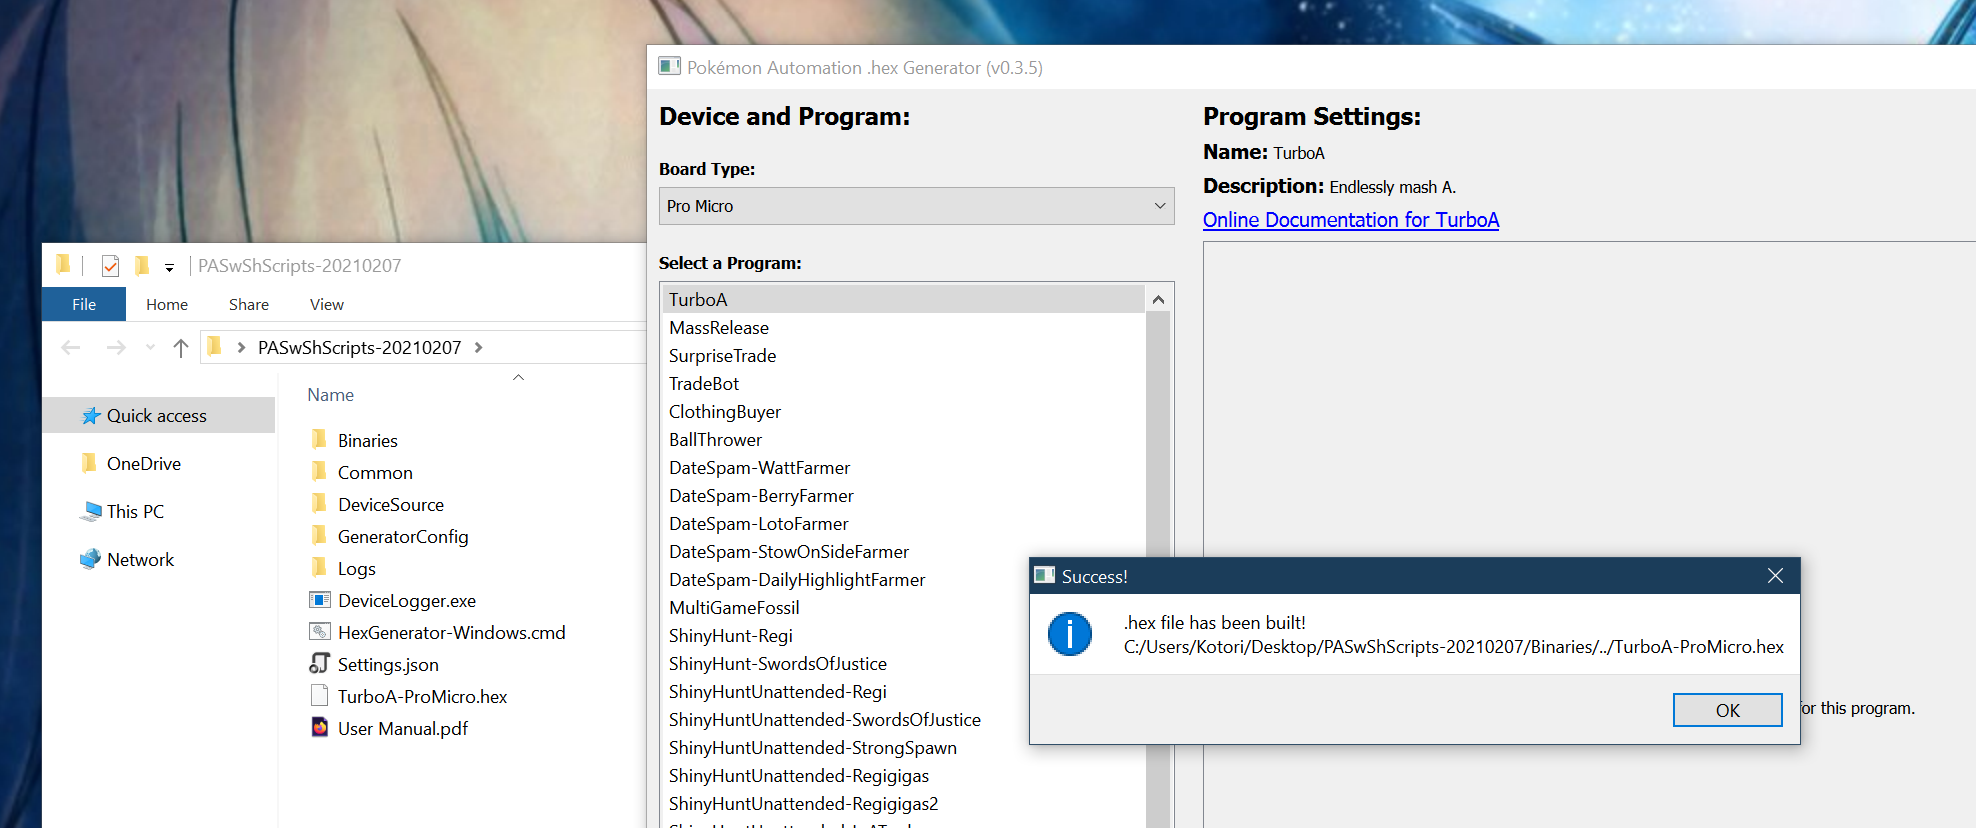 PASwShScripts-20210207
File
Home
Share
View
PASwShScripts-20210207
Quick access
OneDrive
This PC
Network
Name
Binaries
Common
DeviceSource
GeneratorConfig
Logs
DeviceLogger.exe
HexGenerator-Windows.cmd
Settings.json
TurboA-ProMicro.hex
User Manual.pdf
Pokémon Automation .hex Generator (v0.3.5)
Device and Program:
Board Type:
Pro Micro
Select a Program:
TurboA
MassRelease
SurpriseTrade
TradeBot
ClothingBuyer
BallThrower
DateSpam-WattFarmer
DateSpam-BerryFarmer
DateSpam-LotoFarmer
DateSpam-StowOnSideFarmer
DateSpam-DailyHighlightFarmer
MultiGameFossil
ShinyHunt-Regi
ShinyHunt-SwordsOfJustice
ShinyHuntUnattended-Regi
ShinyHuntUnattended-SwordsOfJustice
ShinyHuntUnattended-StrongSpawn
ShinyHuntUnattended-Regigigas
ShinyHuntUnattended-Regigigas2
Program Settings:
Name: TurboA
Description: Endlessly mash A.
Online Documentation for TurboA
for this program.
Success!
.hex file has been built!
C:/Users/Kotori/Desktop/PASwShScripts-20210207/Binaries/../TurboA-ProMicro.hex
OK